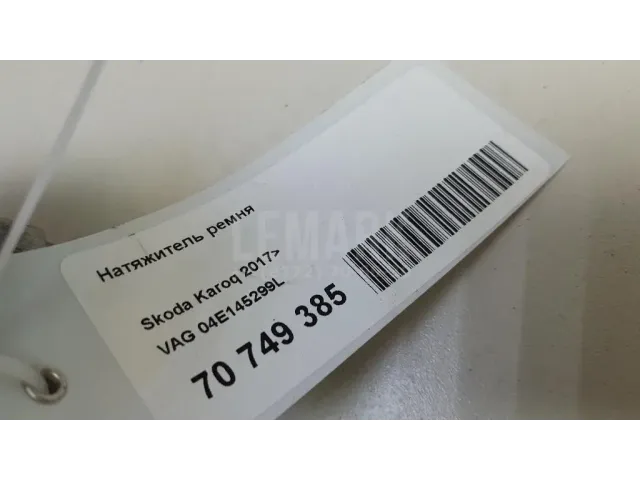 Натяжитель ремня
Skoda Karoq 2017>
VAG 04E145299L
70 749 385